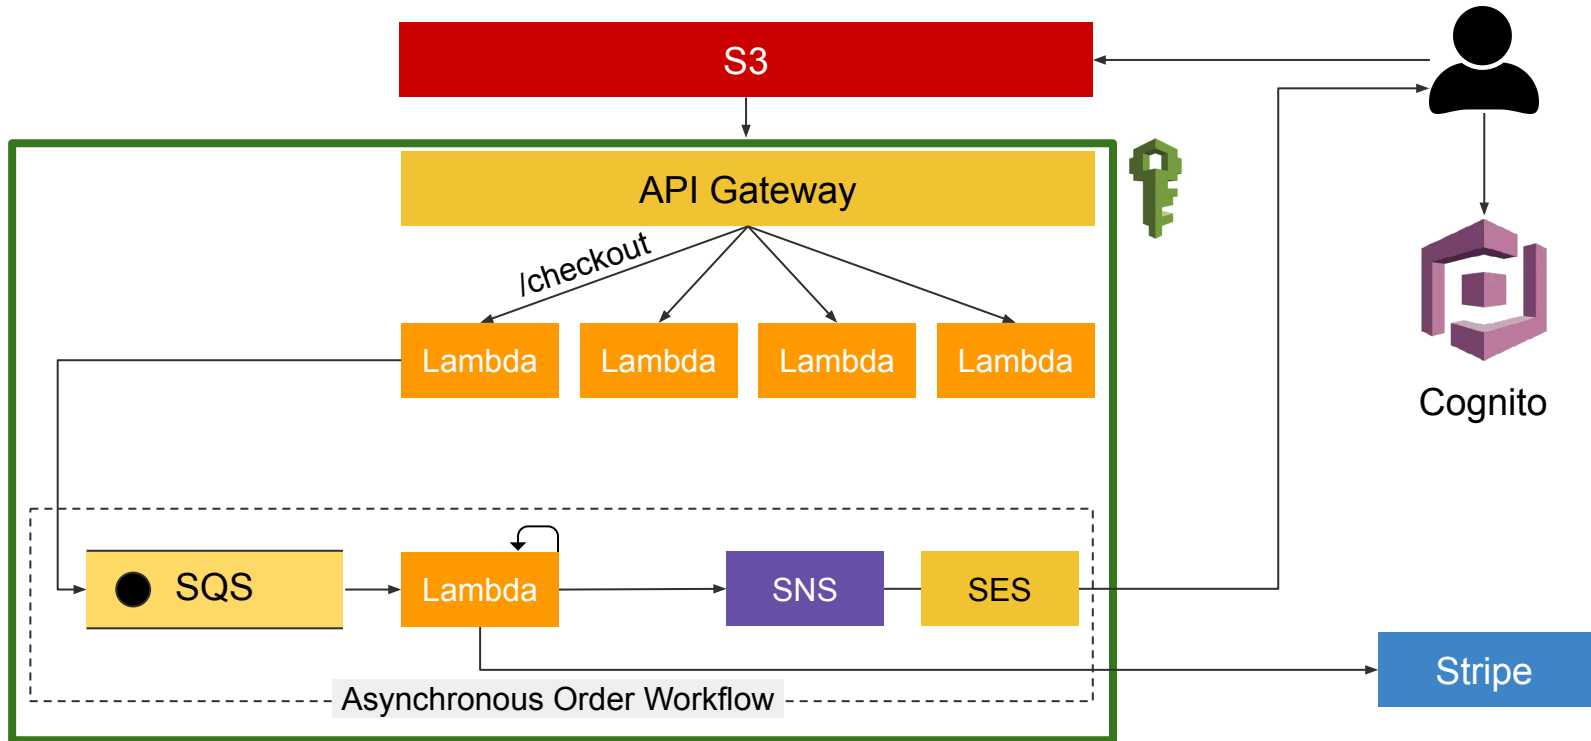 S3
API Gateway
/checkout
Lambda
Lambda
Lambda
Lambda
Cognito
SQS
Lambda
SNS
SES
Stripe
Asynchronous Order Workflow